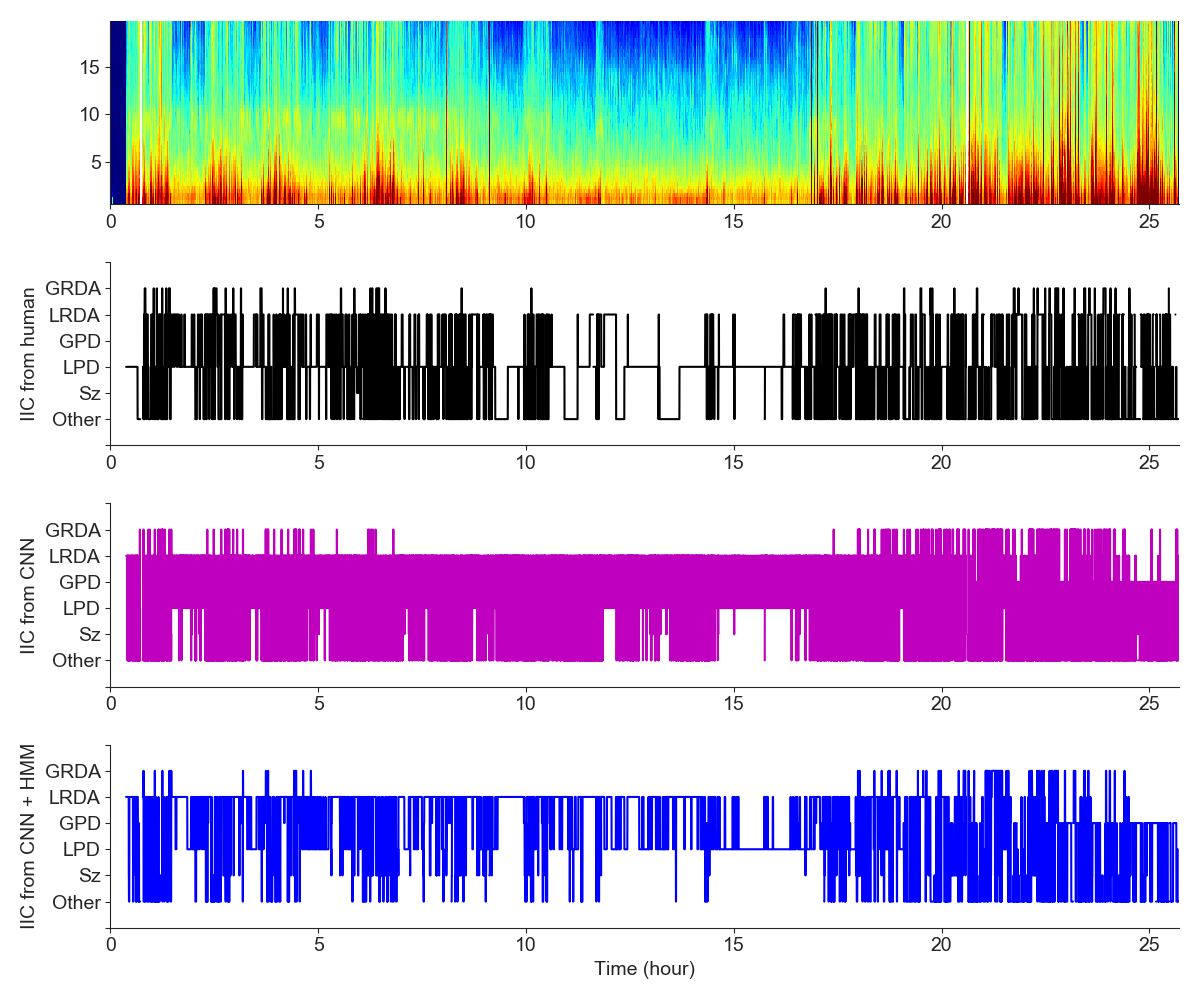 15
10
5
0 5 10 15 20 25
IIC from human
GRDA
LRDA
GPD
LPD
Sz
Other
0 5 10 15 20 25
IIC from CNN
GRDA
LRDA
GPD
LPD
Sz
Other
0 5 10 15 20 25
IIC from CNN + HMM
GRDA
LRDA
GPD
LPD
Sz
Other
0 5 10 15 20 25
Time (hour)